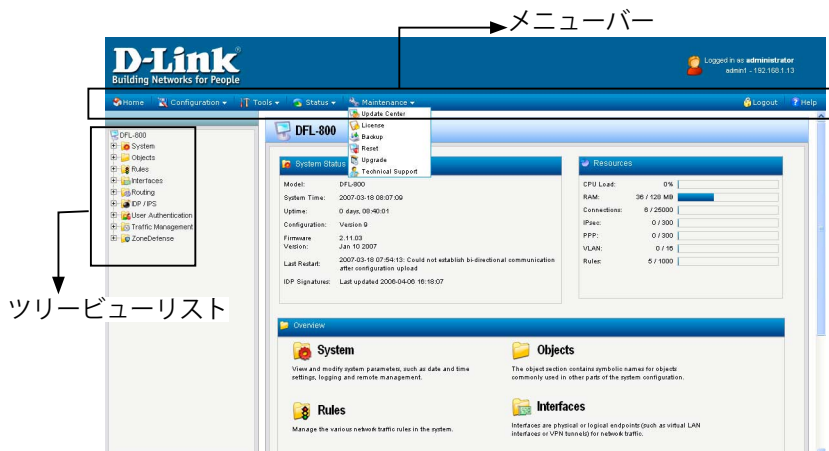 メニューバー
D-Link
Building Networks for People
Logged in as administrator
admin1 - 192.168.1.13
Home Configuration Tools Status Maintenance Logout Help
Update Center
License
Backup
Reset
Upgrade
Technical Support
DFL-800
System
Objects
Rules
Interfaces
Routing
IDP / IPS
User Authentication
Traffic Management
ZoneDefense
ツリービューリスト
DFL-800
System Status
Model: DFL-800
System Time: 2007-03-18 08:07:09
Uptime: 0 days, 08:40:01
Configuration: Version 9
Firmware Version: 2.11.03
Jan 10 2007
Last Restart: 2007-03-18 07:54:13: Could not establish bi-directional communication
after configuration upload
IDP Signatures: Last updated 2006-04-06 16:18:07
Resources
CPU Load: 0%
RAM: 36 / 128 MB
Connections: 6 / 25000
IPsec: 0 / 300
PPP: 0 / 300
VLAN: 0 / 16
Rules: 5 / 1000
Overview
System
View and modify system parameters, such as date and time
settings, logging and remote management.
Objects
The object section contains symbolic names for objects
commonly used in other parts of the system configuration.
Rules
Manage the various network traffic rules in the system.
Interfaces
Interfaces are physical or logical endpoints (such as virtual LAN
interfaces or VPN tunnels) for network traffic.